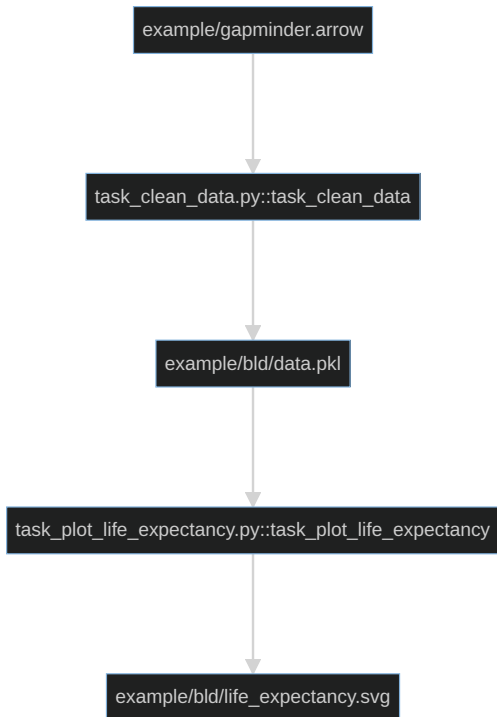 example/gapminder.arrow
task_clean_data.py::task_clean_data
example/bld/data.pkl
task_plot_life_expectancy.py::task_plot_life_expectancy
example/bld/life_expectancy.svg